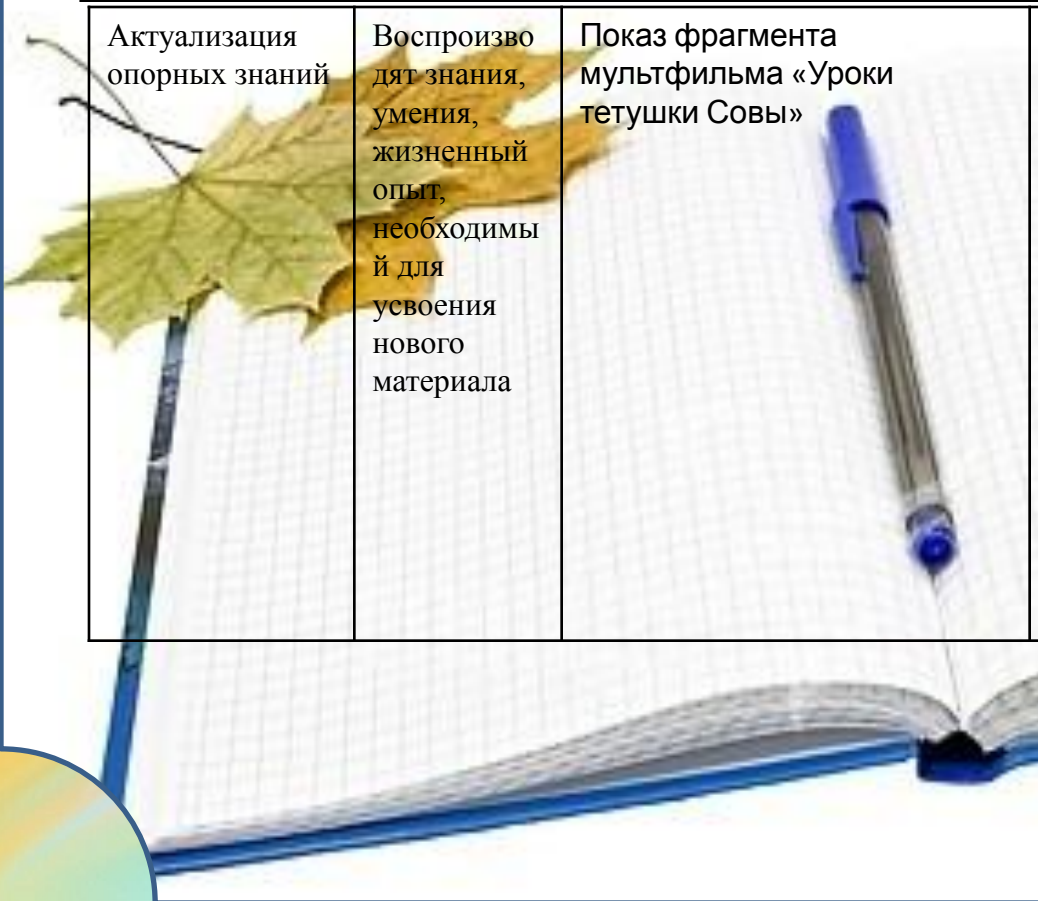 Актуализация
опорных знаний
Воспроизво
дят знания,
умения,
жизненный
опыт,
необходимы
й для
усвоения
нового
материала
Показ фрагмента
мультфильма «Уроки
тетушки Совы»